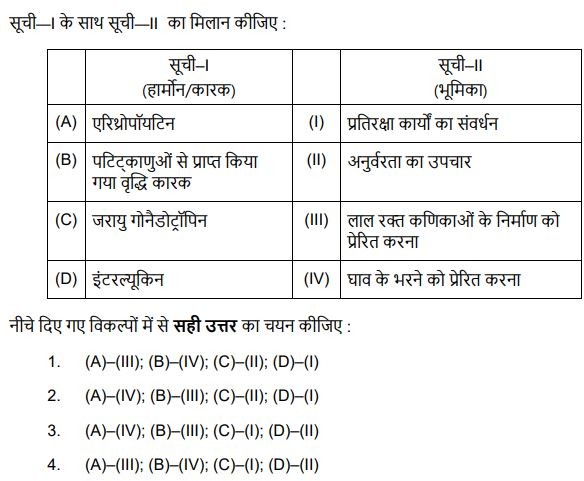 सूची—I के साथ सूची—II का मिलान कीजिए :
सूची–I
(हार्मोन/कारक)
सूची–II
(भूमिका)
(A) एरिथ्रोपॉयटिन (I) प्रतिरक्षा कार्यों का संवर्धन
(B) पटिट्काणुओं से प्राप्त किया (II) अनुर्वरता का उपचार
गया वृद्धि कारक
(C) जरायु गोनैडोट्रॉपिन (III) लाल रक्त कणिकाओं के निर्माण को
प्रेरित करना
(D) इंटरल्यूकिन (IV) घाव के भरने को प्रेरित करना
नीचे दिए गए विकल्पों में से सही उत्तर का चयन कीजिए :
1. (A)–(III); (B)–(IV); (C)–(II); (D)–(I)
2. (A)–(IV); (B)–(III); (C)–(II); (D)–(I)
3. (A)–(IV); (B)–(III); (C)–(I); (D)–(II)
4. (A)–(III); (B)–(IV); (C)–(I); (D)–(II)